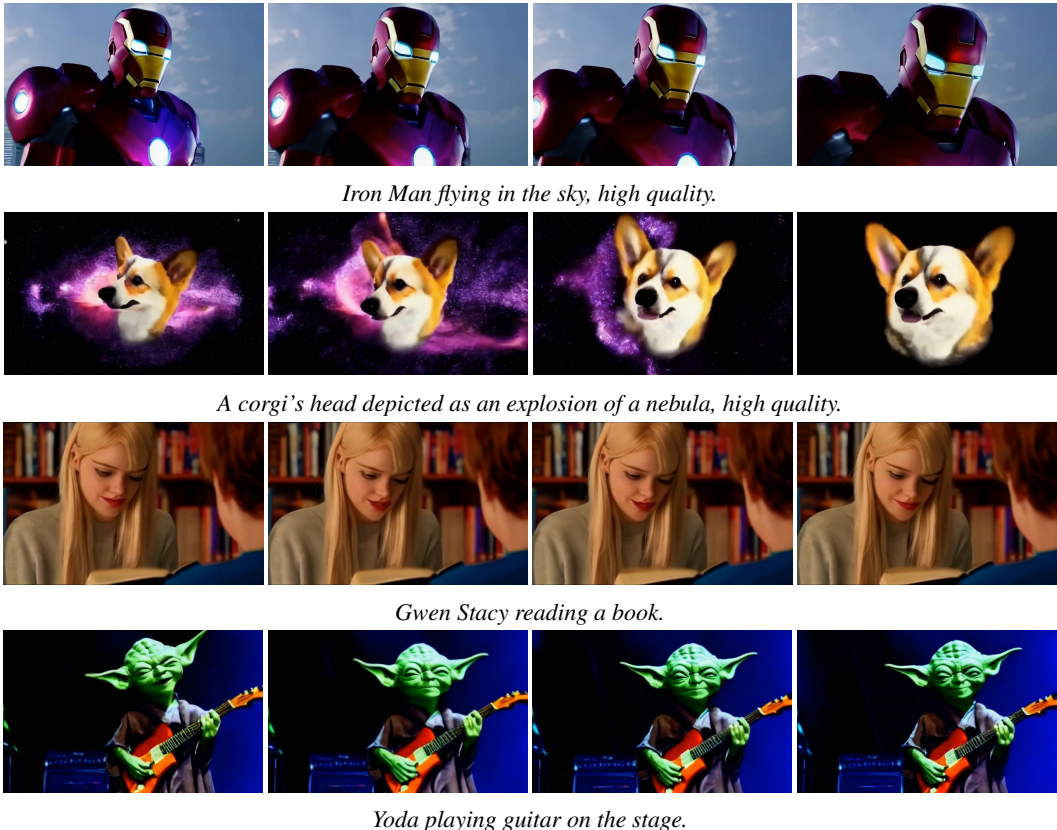 Iron Man flying in the sky, high quality.
A corgi's head depicted as an explosion of a nebula, high quality.
Gwen Stacy reading a book.
Yoda playing guitar on the stage.